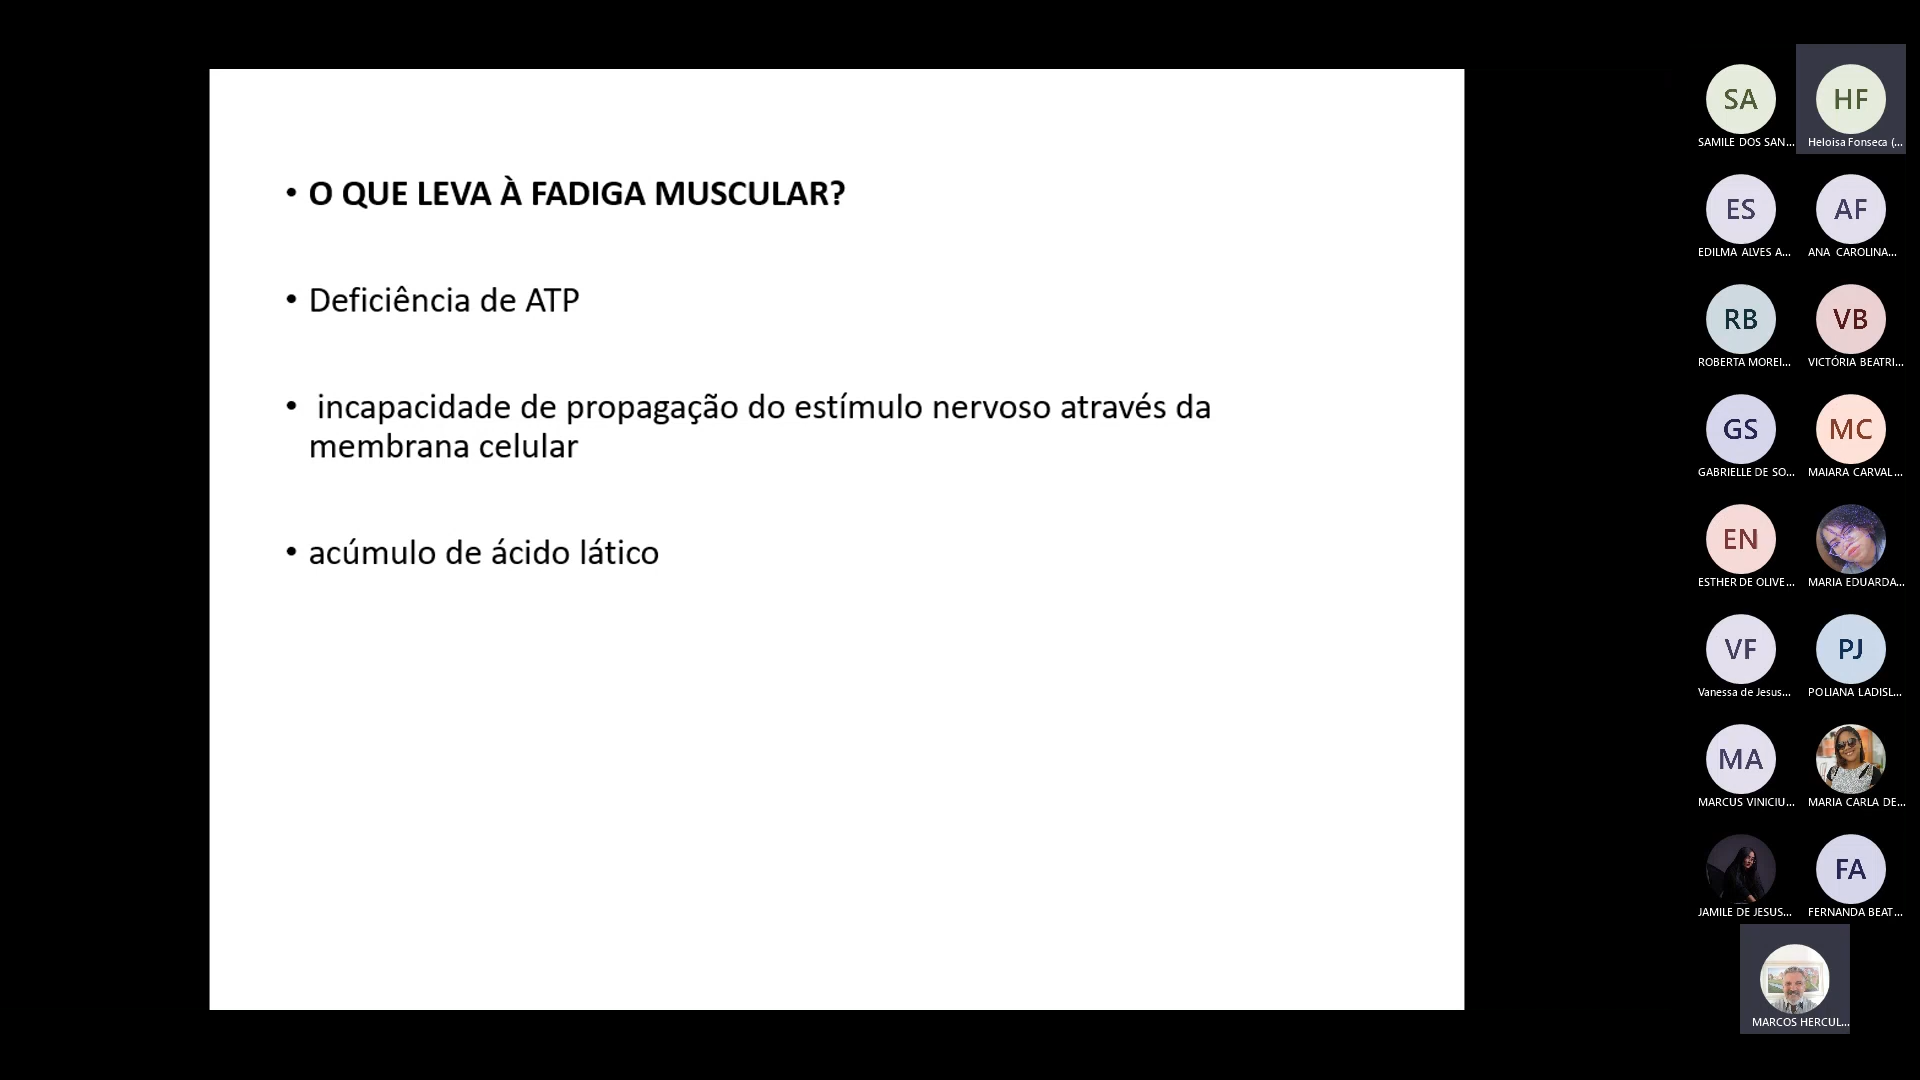 • O QUE LEVA À FADIGA MUSCULAR?
• Deficiência de ATP
• incapacidade de propagação do estímulo nervoso através da
membrana celular
• acúmulo de ácido lático
SA
HF
SAMILE DOS SAN...
Heloisa Fonseca (...
ES
AF
EDILMA ALVES A...
ANA CAROLINA...
RB
VB
ROBERTA MOREI...
VICTÓRIA BEATRI...
GS
MC
GABRIELLE DE SO...
MAIARA CARVAL...
EN
ESTHER DE OLIVE...
MARIA EDUARDA...
VF
PJ
Vanessa de Jesus...
POLIANA LADISL...
MA
MARCUS VINICIU...
MARIA CARLA DE...
FA
JAMILE DE JESUS...
FERNANDA BEAT...
MARCOS HERCUL...